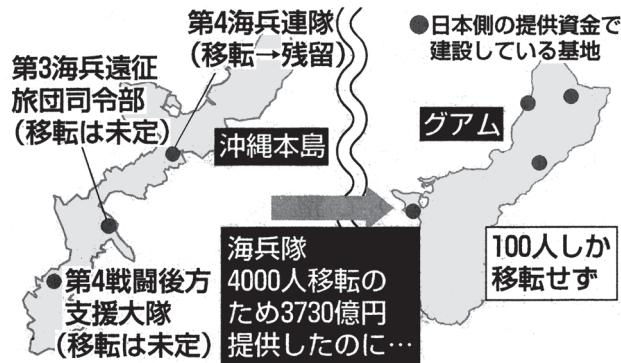 第4海兵連隊
(移転→残留)
第3海兵遠征
旅団司令部
(移転は未定)
沖縄本島
第4戦闘後方
支援大隊
(移転は未定)
●日本側の提供資金で
建設している基地
グアム
海兵隊
4000人移転の
ため3730億円
提供したのに…
100人しか
移転せず